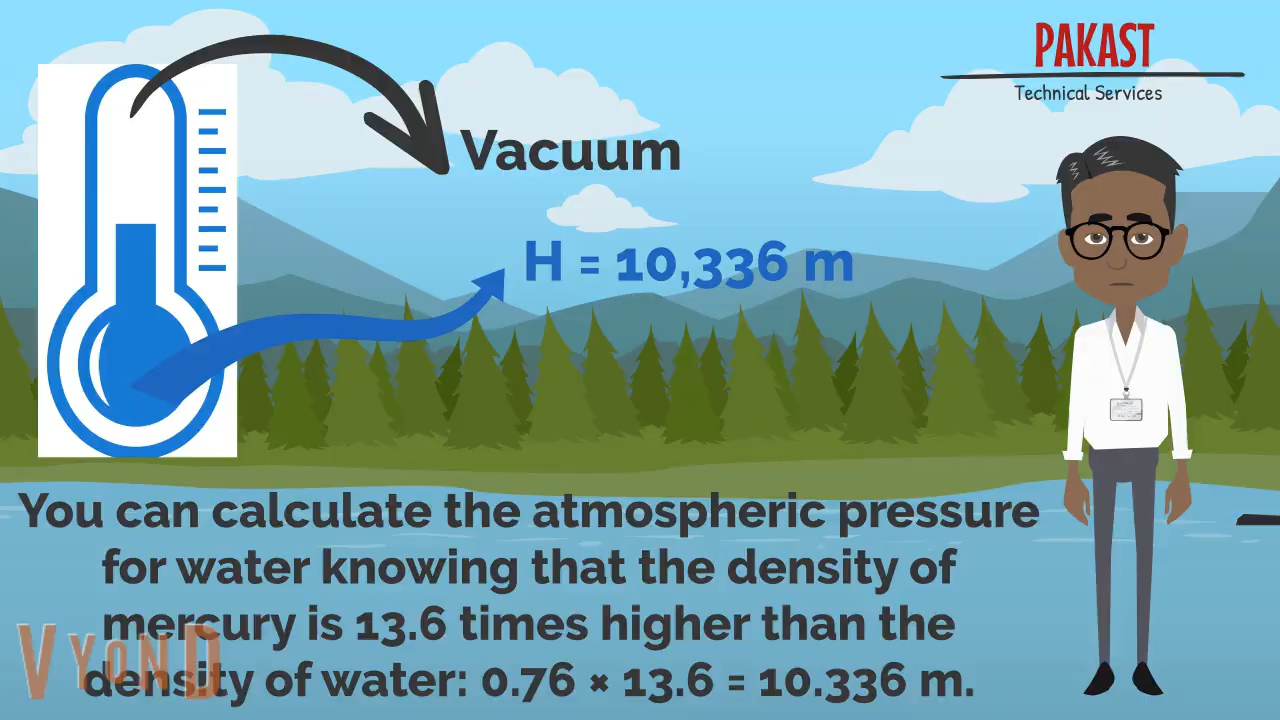 PAKAST
Technical Services
Vacuum
H = 10,336 m
You can calculate the atmospheric pressure
for water knowing that the density of
mercury is 13.6 times higher than the
density of water: 0.76 × 13.6 = 10.336 m.
VYOND